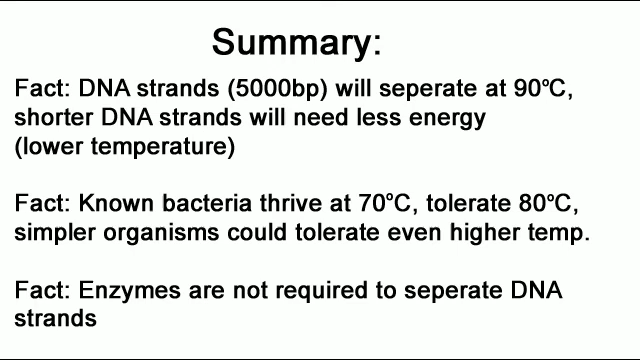 Summary:
Fact: DNA strands (5000bp) will seperate at 90ºC,
shorter DNA strands will need less energy
(lower temperature)
Fact: Known bacteria thrive at 70ºC, tolerate 80ºC,
simpler organisms could tolerate even higher temp.
Fact: Enzymes are not required to seperate DNA
strands